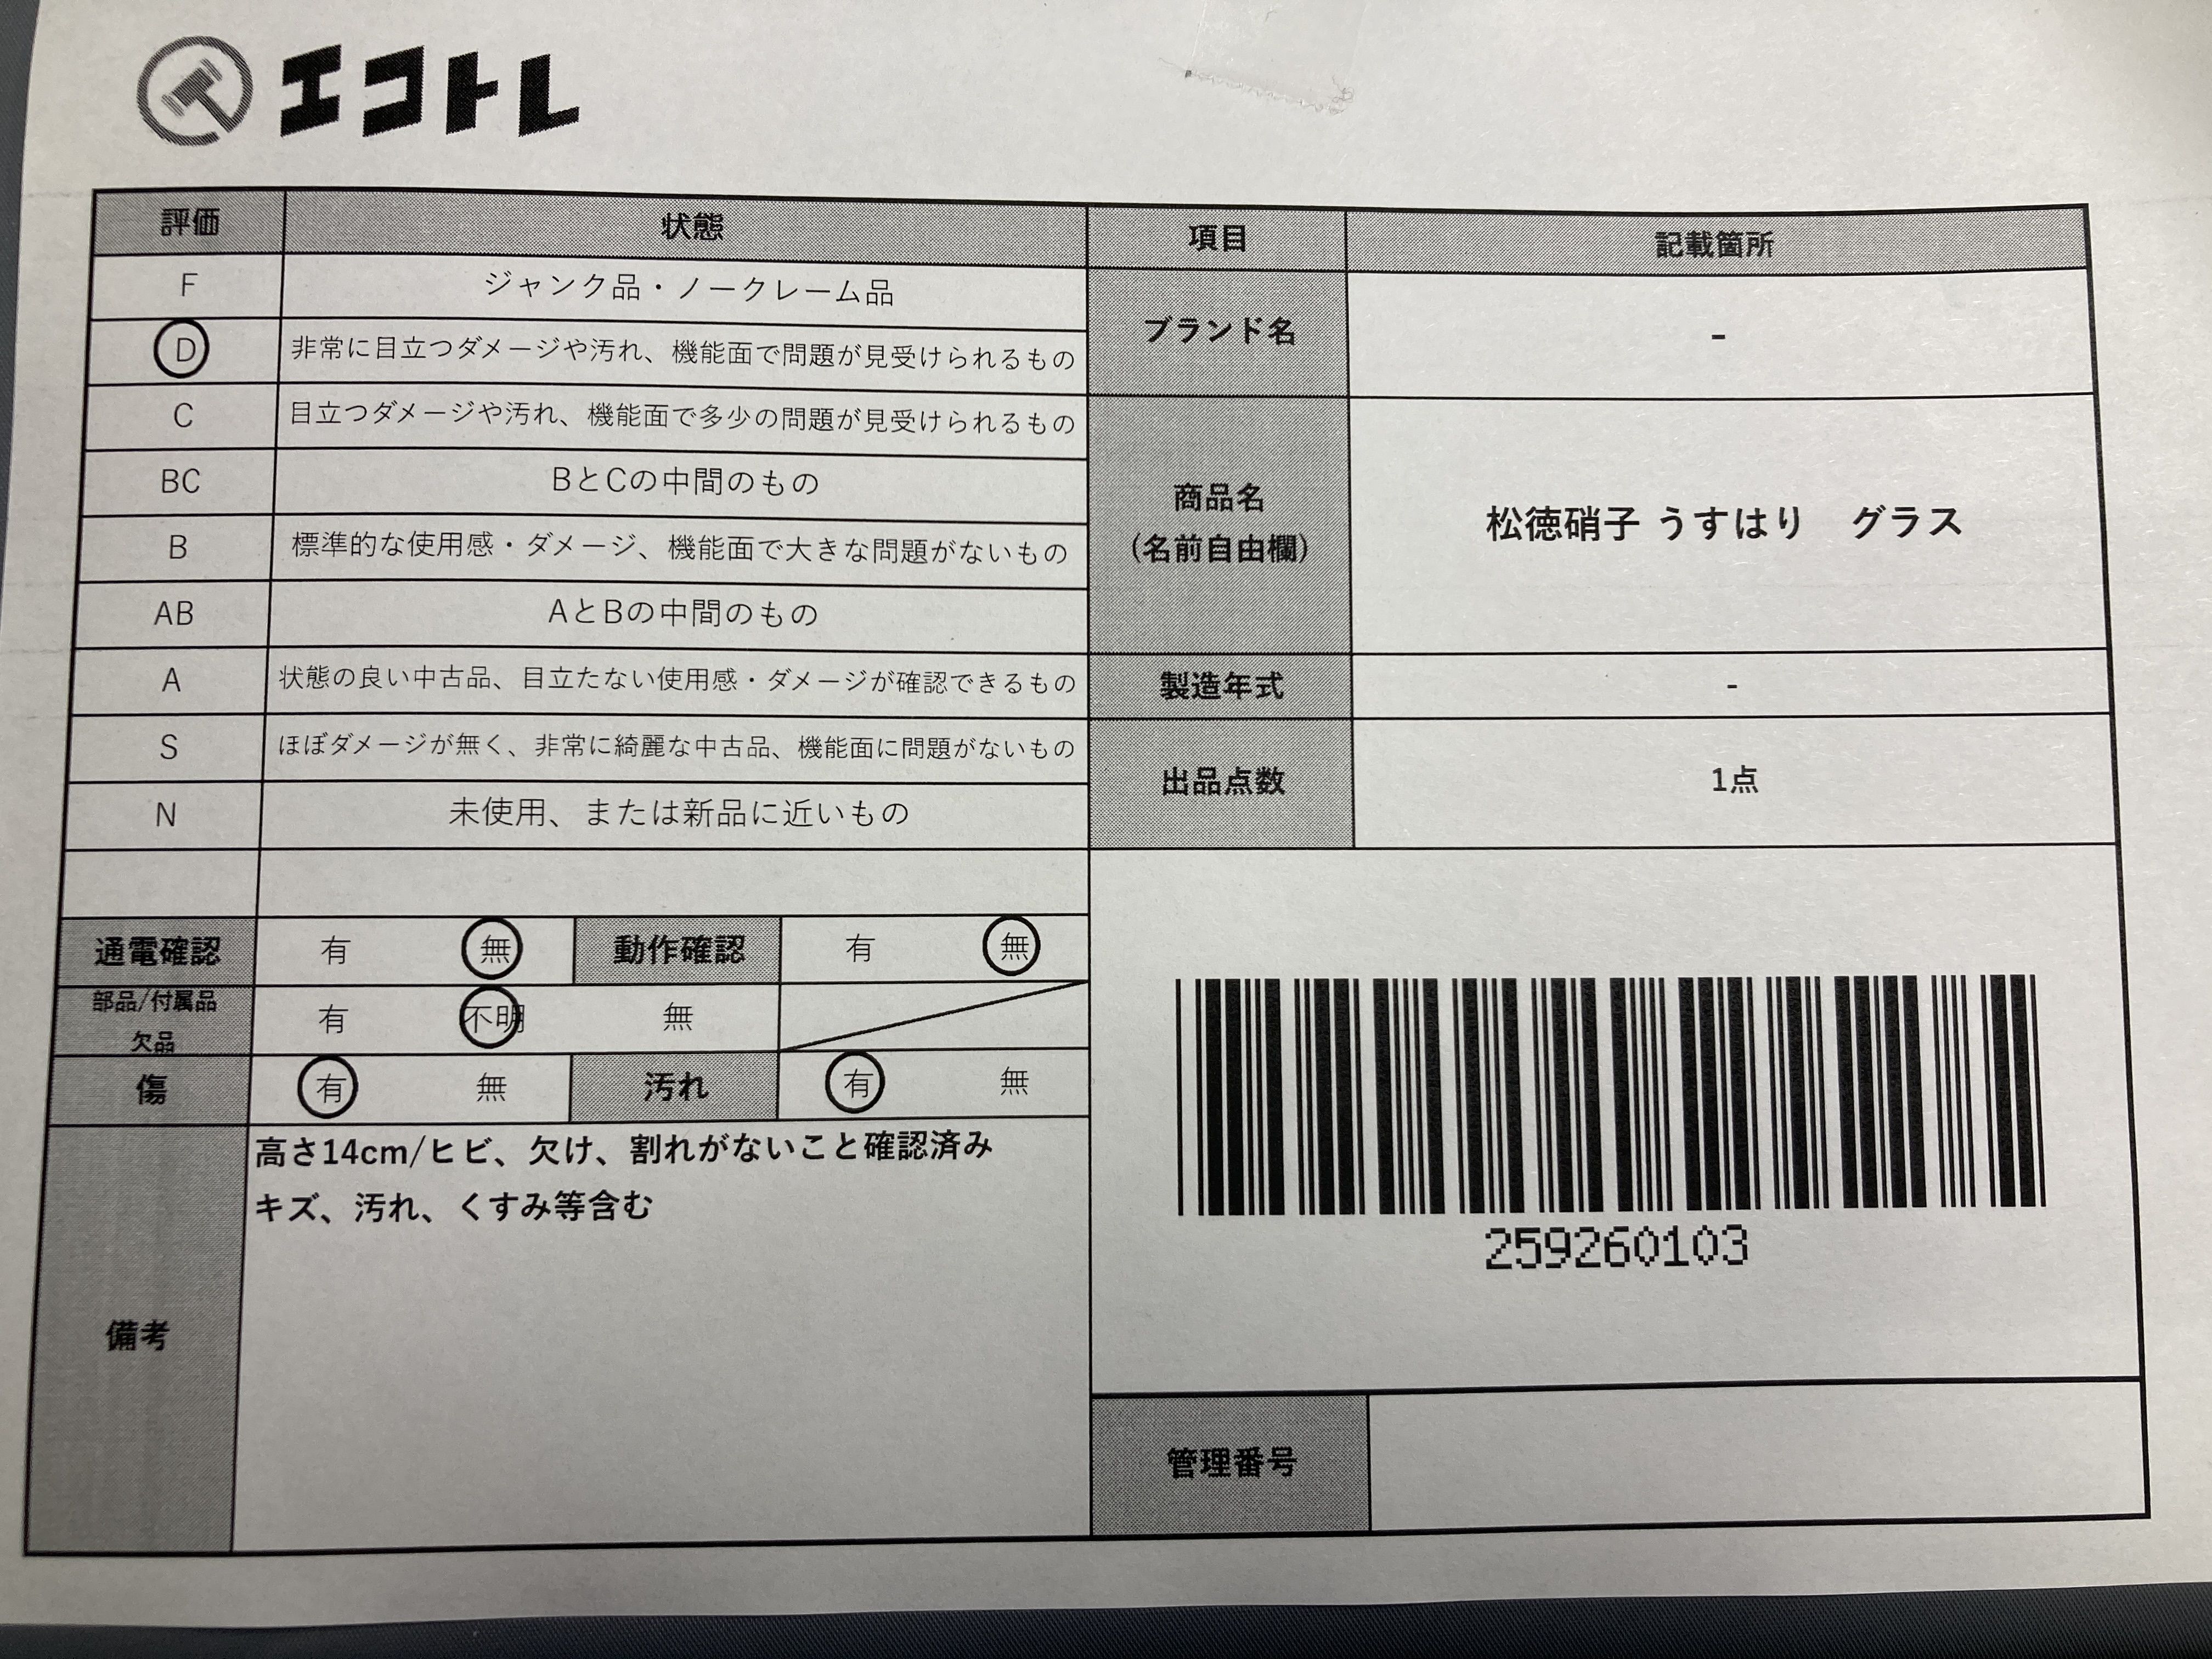 エコトレ
評価 状態 項目 記載箇所
F ジャンク品・ノークレーム品
D 非常に目立つダメージや汚れ、機能面で問題が見受けられるもの
ブランド名 -
C 目立つダメージや汚れ、機能面で多少の問題が見受けられるもの
BC BとCの中間のもの
B 標準的な使用感・ダメージ、機能面で大きな問題がないもの
商品名
(名前自由欄)
松徳硝子 うすはり　グラス
AB AとBの中間のもの
A 状態の良い中古品、目立たない使用感・ダメージが確認できるもの
製造年式 -
S ほぼダメージが無く、非常に綺麗な中古品、機能面に問題がないもの
出品点数 1点
N 未使用、または新品に近いもの
通電確認 有 無 動作確認 有 無
部品/付属品
欠品
有 不明 無
傷 有 無 汚れ 有 無
備考
高さ14cm/ヒビ、欠け、割れがないこと確認済み
キズ、汚れ、くすみ等含む
259260103
管理番号